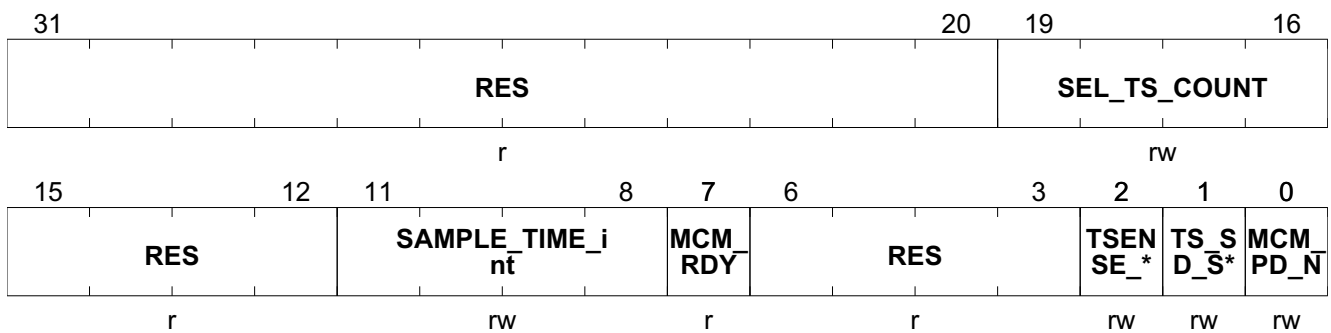 31 20 19 16
RES SEL_TS_COUNT
r rw
15 12 11 8 7 6 3 2 1 0
RES SAMPLE_TIME_i MCM_ RES TSEN TS_S MCM_
nt RDY SE_* D_S* PD_N
r rw r r rw rw rw